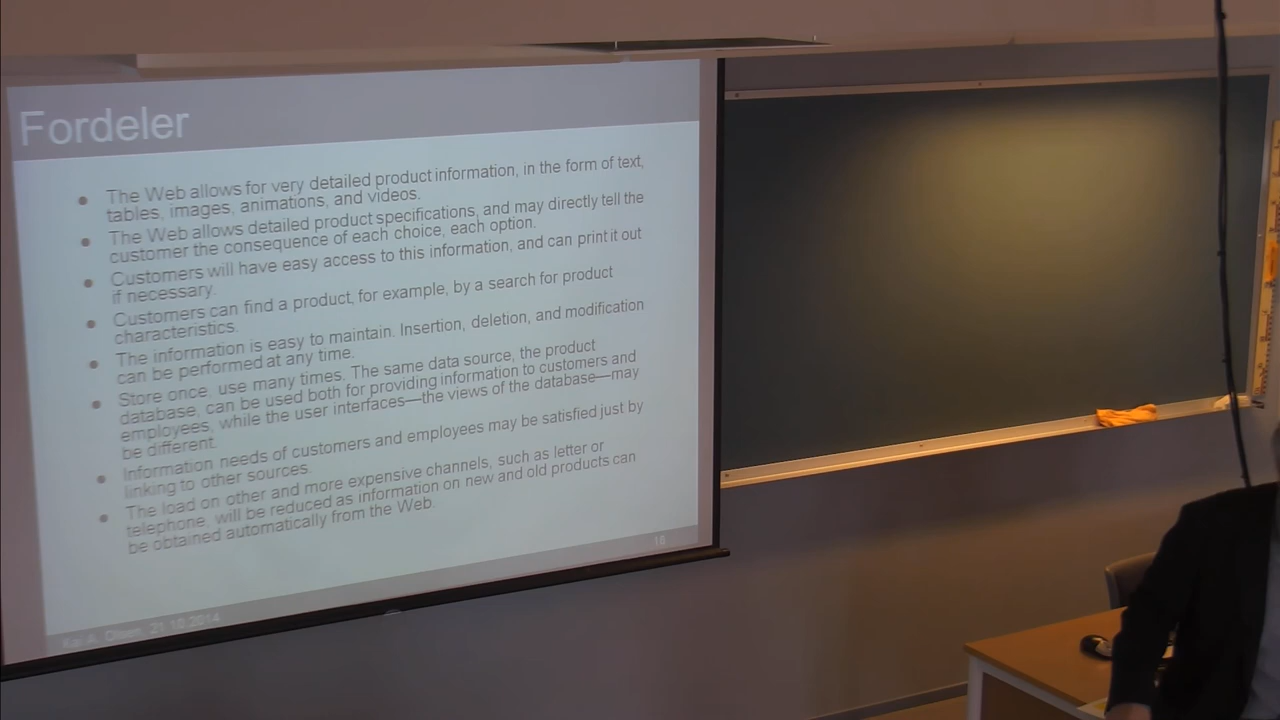 Fordeler
The Web allows for very detailed product information, in the form of text,
tables, images, animations, and videos.
The Web allows detailed product specifications, and may directly tell the
customer the consequence of each choice, each option.
Customers will have easy access to this information, and can print it out
if necessary.
Customers can find a product, for example, by a search for product
characteristics.
The information is easy to maintain. Insertion, deletion, and modification
can be performed at any time.
Store once, use many times. The same data source, the product
database, can be used both for providing information to customers and
employees, while the user interfaces—the views of the database—may
be different.
Information needs of customers and employees may be satisfied just by
linking to other sources.
The load on other and more expensive channels, such as letter or
telephone, will be reduced as information on new and old products can
be obtained automatically from the Web.
Kai A. Olsen, 21.10.2014